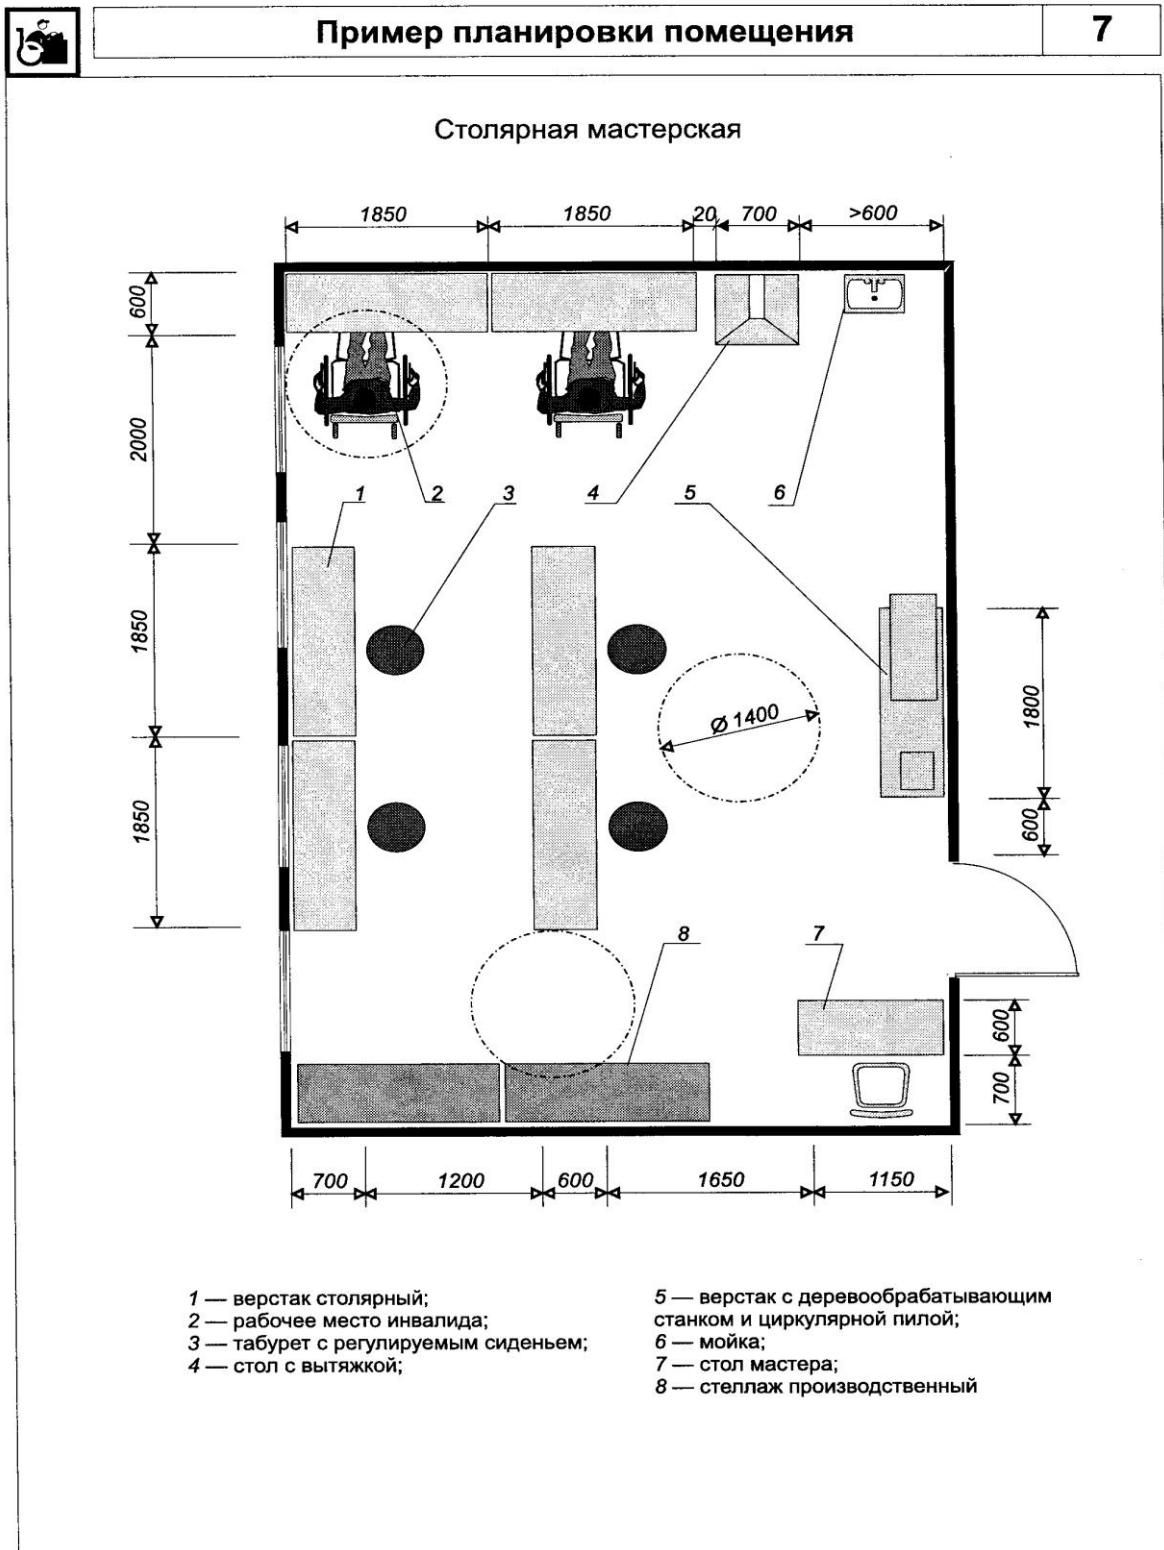 Пример планировки помещения
7
Столярная мастерская
1850
1850
20
700
>600
600
2000
1850
1850
1
2
3
4
5
6
Ø 1400
1800
600
8
7
600
700
700
1200
600
1650
1150
1 — верстак столярный;
2 — рабочее место инвалида;
3 — табурет с регулируемым сиденьем;
4 — стол с вытяжкой;
5 — верстак с деревообрабатывающим
станком и циркулярной пилой;
6 — мойка;
7 — стол мастера;
8 — стеллаж производственный